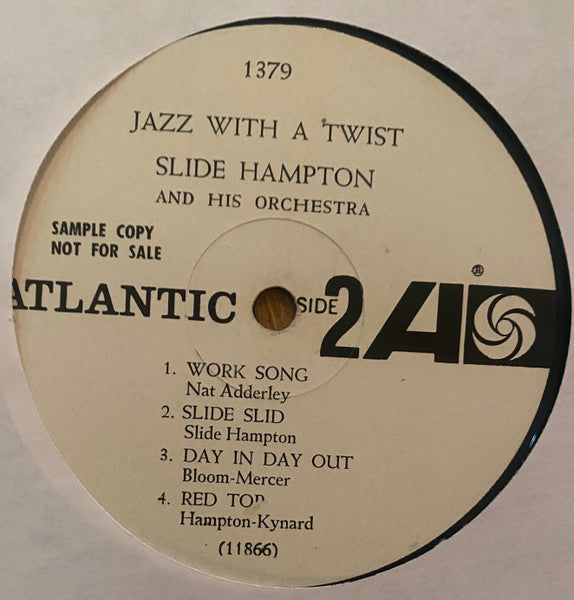 1379
JAZZ WITH A TWIST
SLIDE HAMPTON
AND HIS ORCHESTRA
SAMPLE COPY
NOT FOR SALE
ATLANTIC SIDE 2 A ®
1. WORK SONG
Nat Adderley
2. SLIDE SLID
Slide Hampton
3. DAY IN DAY OUT
Bloom-Mercer
4. RED TOP
Hampton-Kynard
(11866)